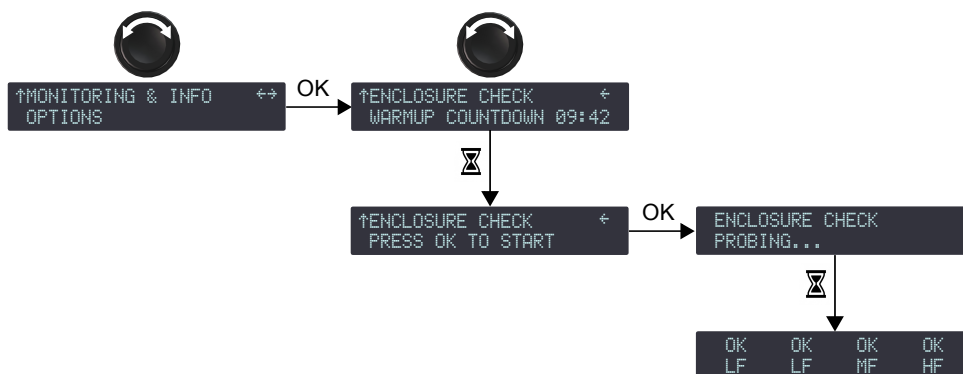 ↑MONITORING & INFO ↔
OPTIONS
OK
↑ENCLOSURE CHECK ←
WARMUP COUNTDOWN 09:42
↑ENCLOSURE CHECK ←
PRESS OK TO START
OK
ENCLOSURE CHECK
PROBING...
OK OK OK OK
LF LF MF HF